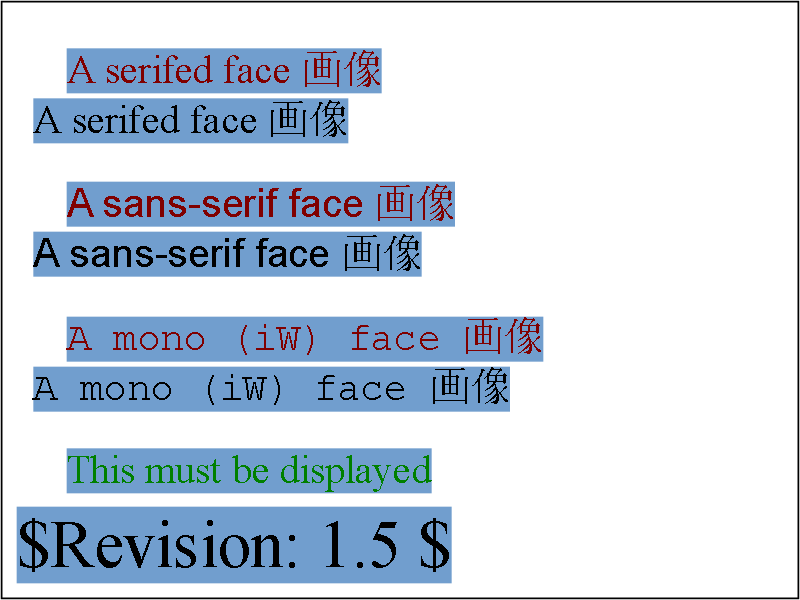 A serifed face 画像
A serifed face 画像
A sans-serif face 画像
A sans-serif face 画像
A mono (iW) face 画像
A mono (iW) face 画像
This must be displayed
$Revision: 1.5 $